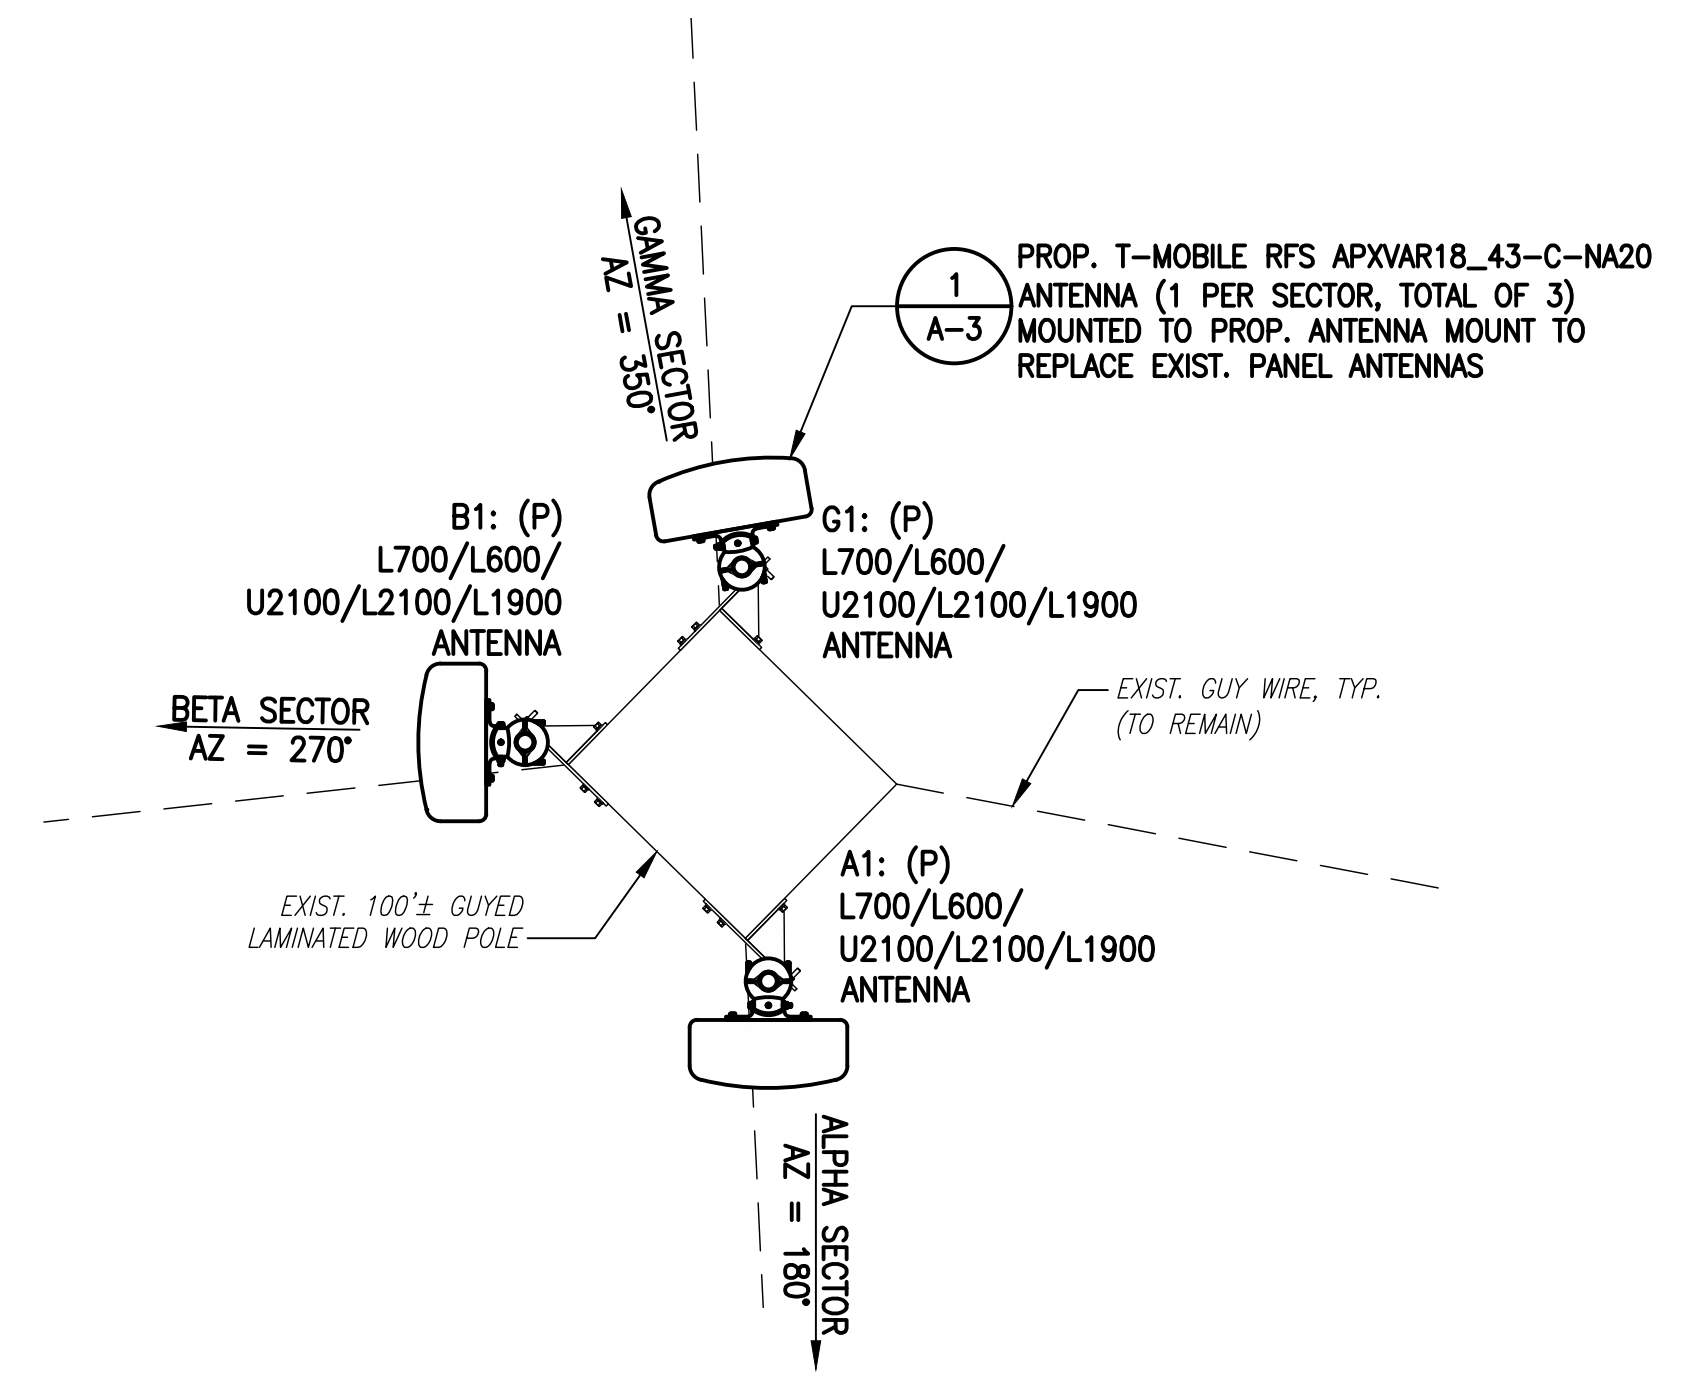 GAMMA SECTOR
AZ = 350°
1
A-3
PROP. T-MOBILE RFS APXVAR18_43-C-NA20
ANTENNA (1 PER SECTOR, TOTAL OF 3)
MOUNTED TO PROP. ANTENNA MOUNT TO
REPLACE EXIST. PANEL ANTENNAS
B1: (P)
L700/L600/
U2100/L2100/L1900
ANTENNA
G1: (P)
L700/L600/
U2100/L2100/L1900
ANTENNA
BETA SECTOR
AZ = 270°
EXIST. GUY WIRE, TYP.
(TO REMAIN)
EXIST. 100'± GUYED
LAMINATED WOOD POLE
A1: (P)
L700/L600/
U2100/L2100/L1900
ANTENNA
ALPHA SECTOR
AZ = 180°